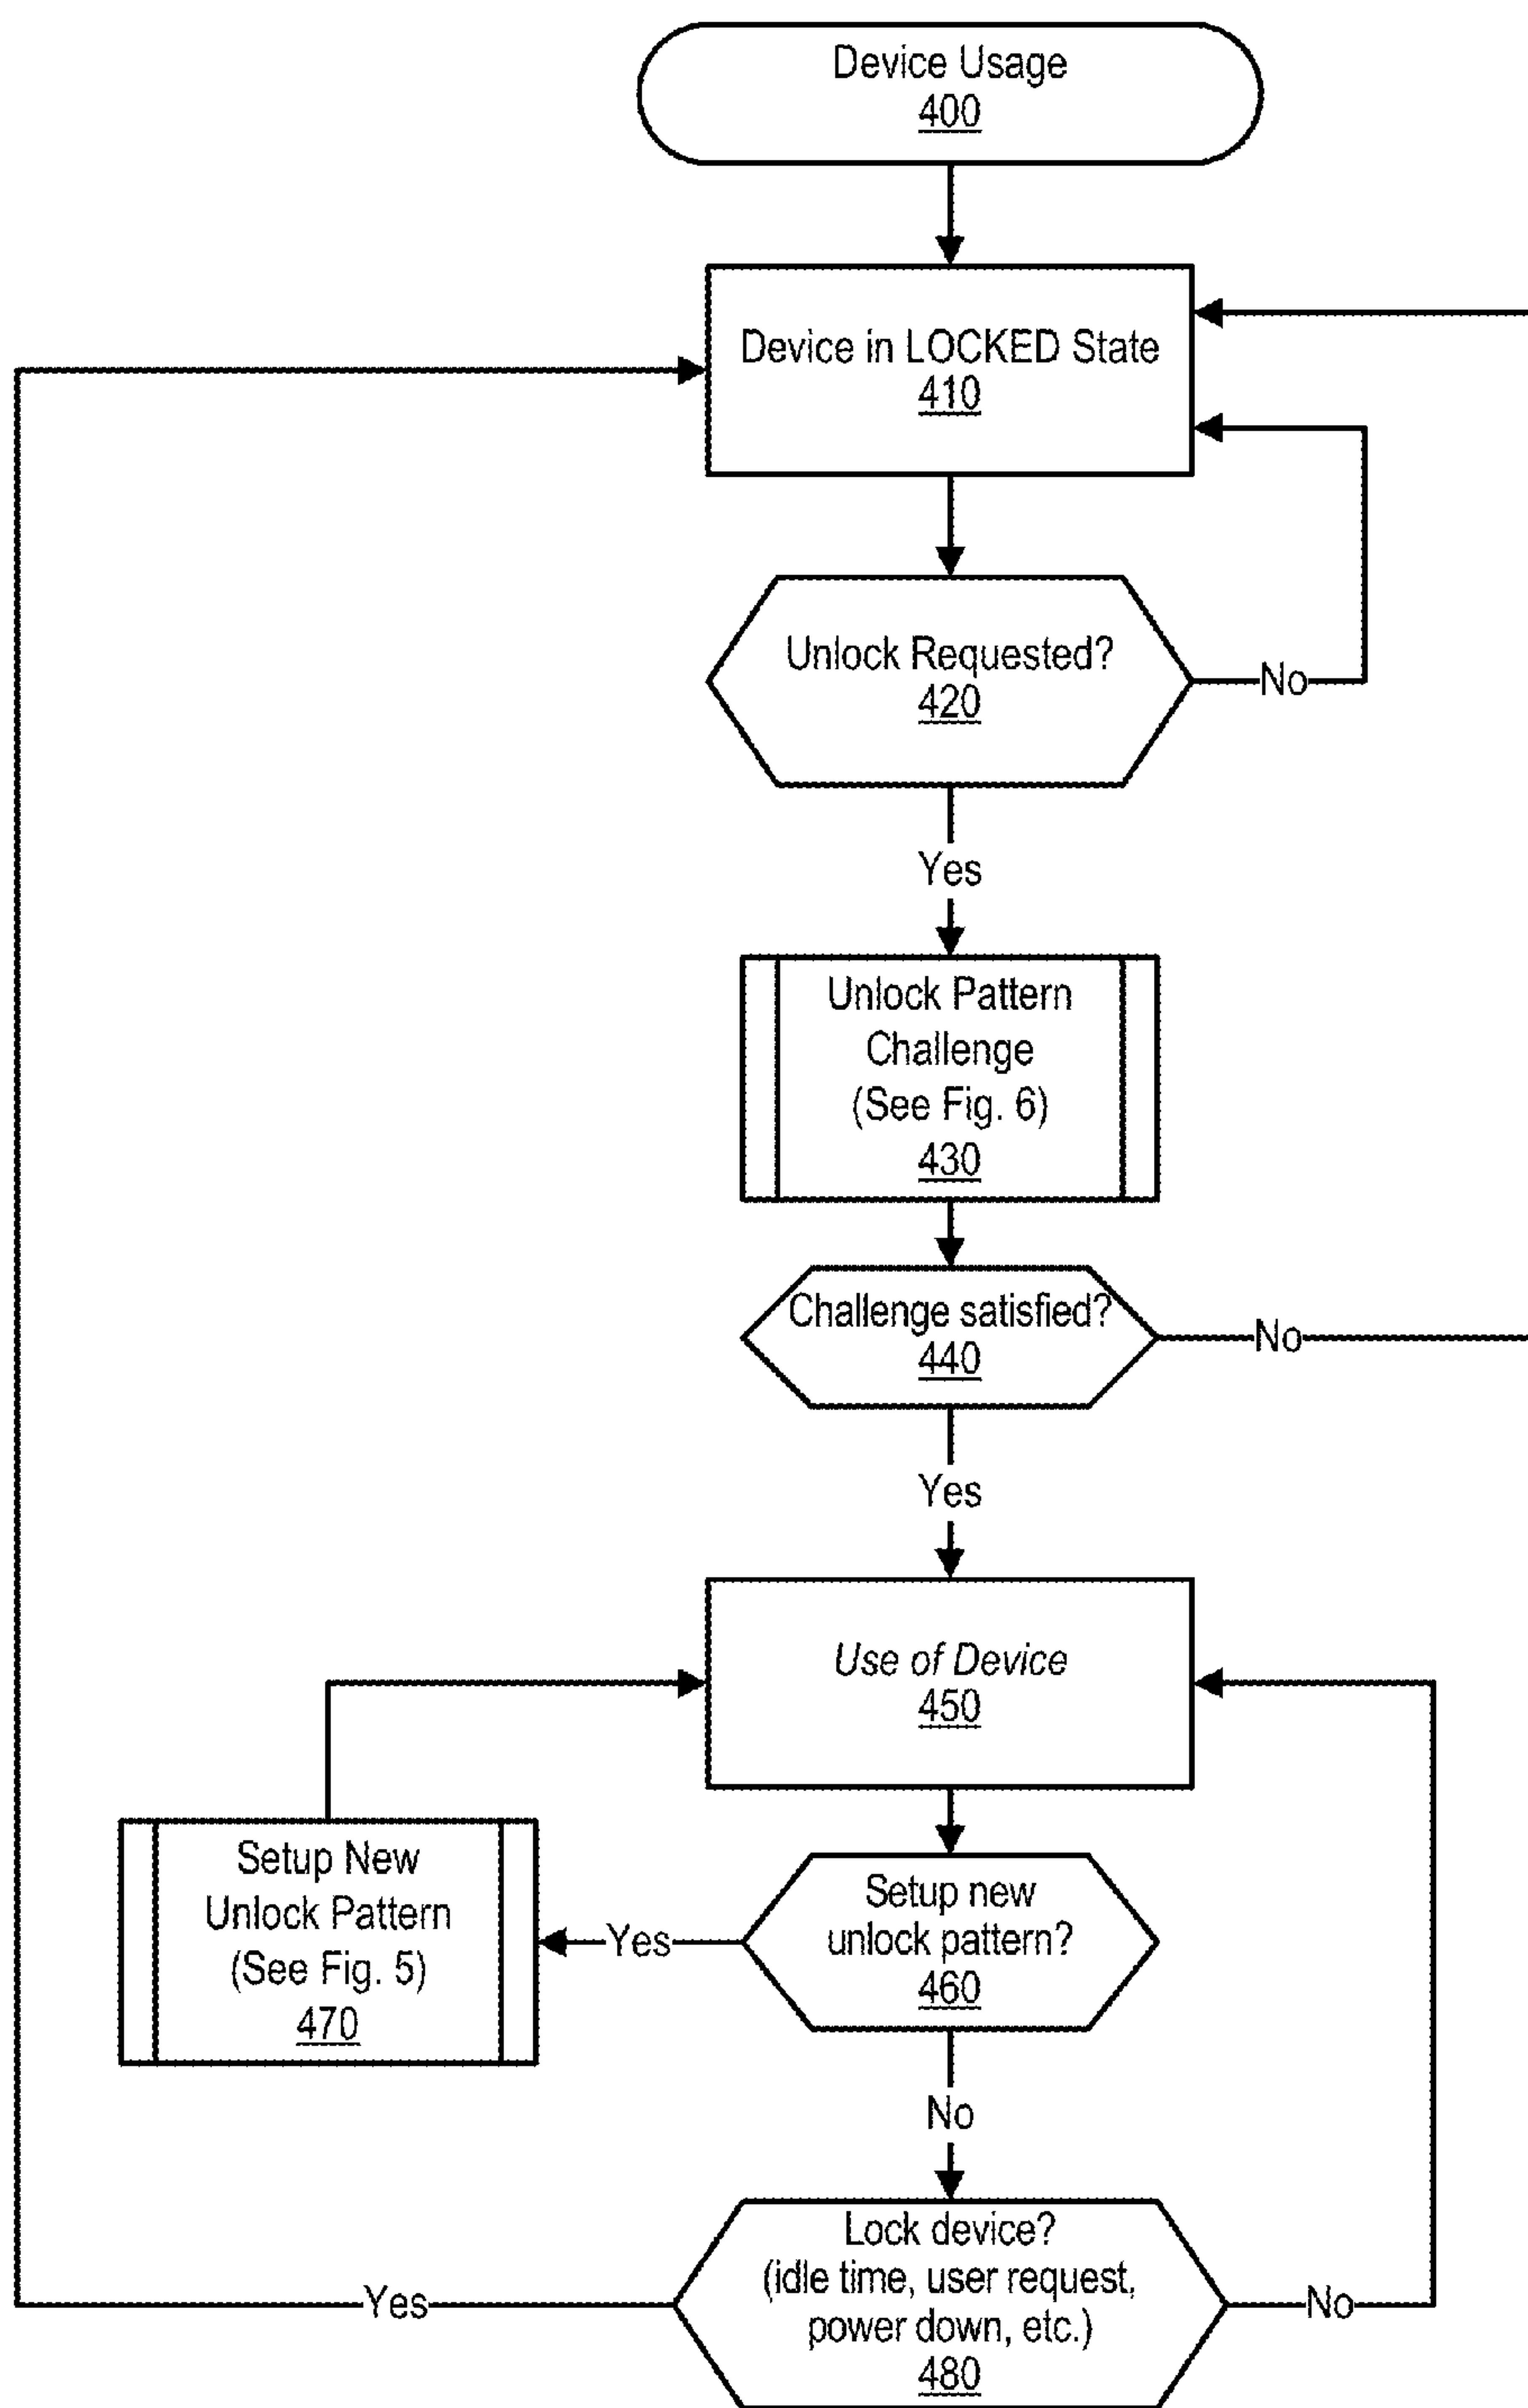 Device Usage
400
Device in LOCKED State
410
Unlock Requested?
420
No
Yes
Unlock Pattern
Challenge
(See Fig. 6)
430
Challenge satisfied?
440
No
Yes
Use of Device
450
Setup New
Unlock Pattern
(See Fig. 5)
470
Yes
Setup new
unlock pattern?
460
No
Lock device?
(idle time, user request,
power down, etc.)
480
Yes
No